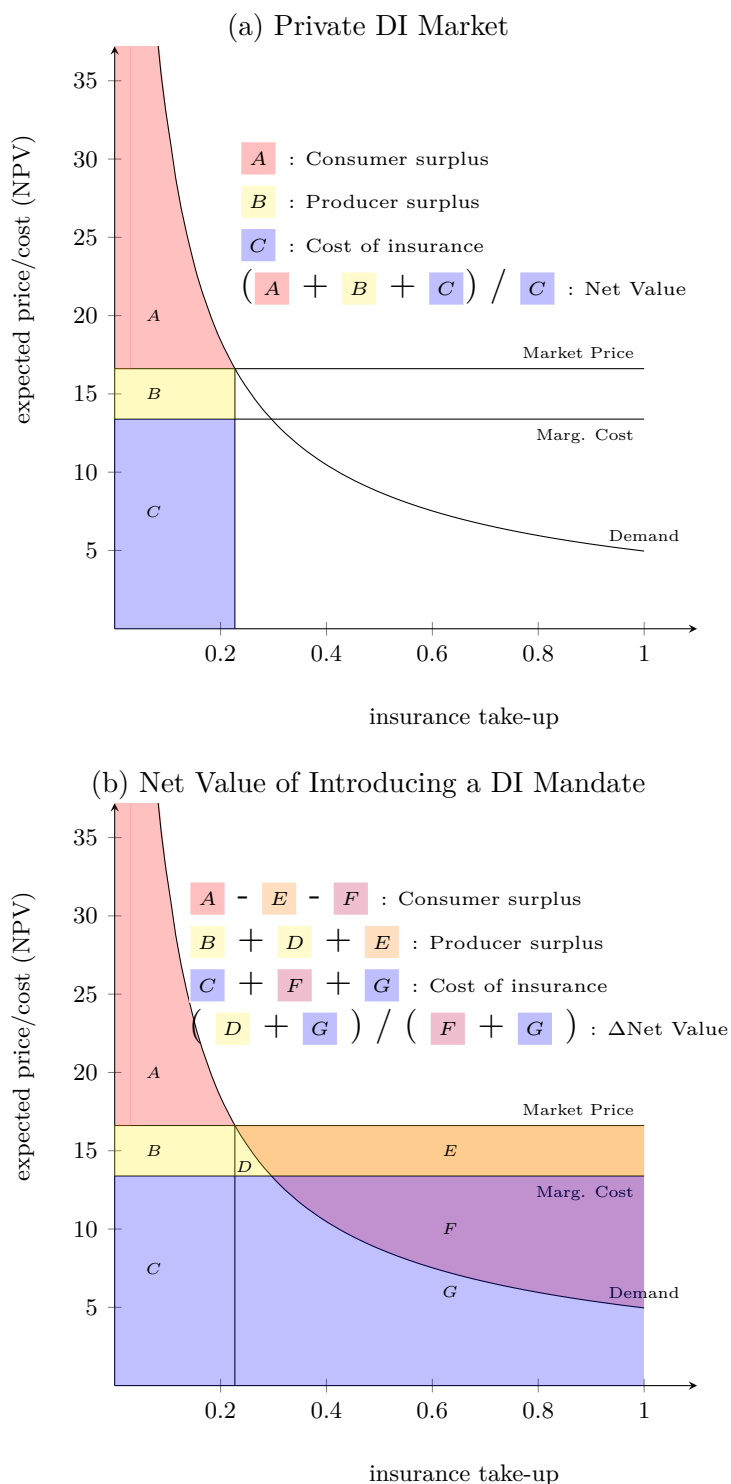 (a) Private DI Market
35
30
25
20
15
10
5
0.2 0.4 0.6 0.8 1
expected price/cost (NPV)
insurance take-up
A : Consumer surplus
B : Producer surplus
C : Cost of insurance
(A + B + C) / C : Net Value
A
B
C
Market Price
Marg. Cost
Demand
(b) Net Value of Introducing a DI Mandate
35
30
25
20
15
10
5
0.2 0.4 0.6 0.8 1
expected price/cost (NPV)
insurance take-up
A - E - F : Consumer surplus
B + D + E : Producer surplus
C + F + G : Cost of insurance
( D + G ) / ( F + G ) : ΔNet Value
A
Market Price
B
D
E
Marg. Cost
C
F
G
Demand